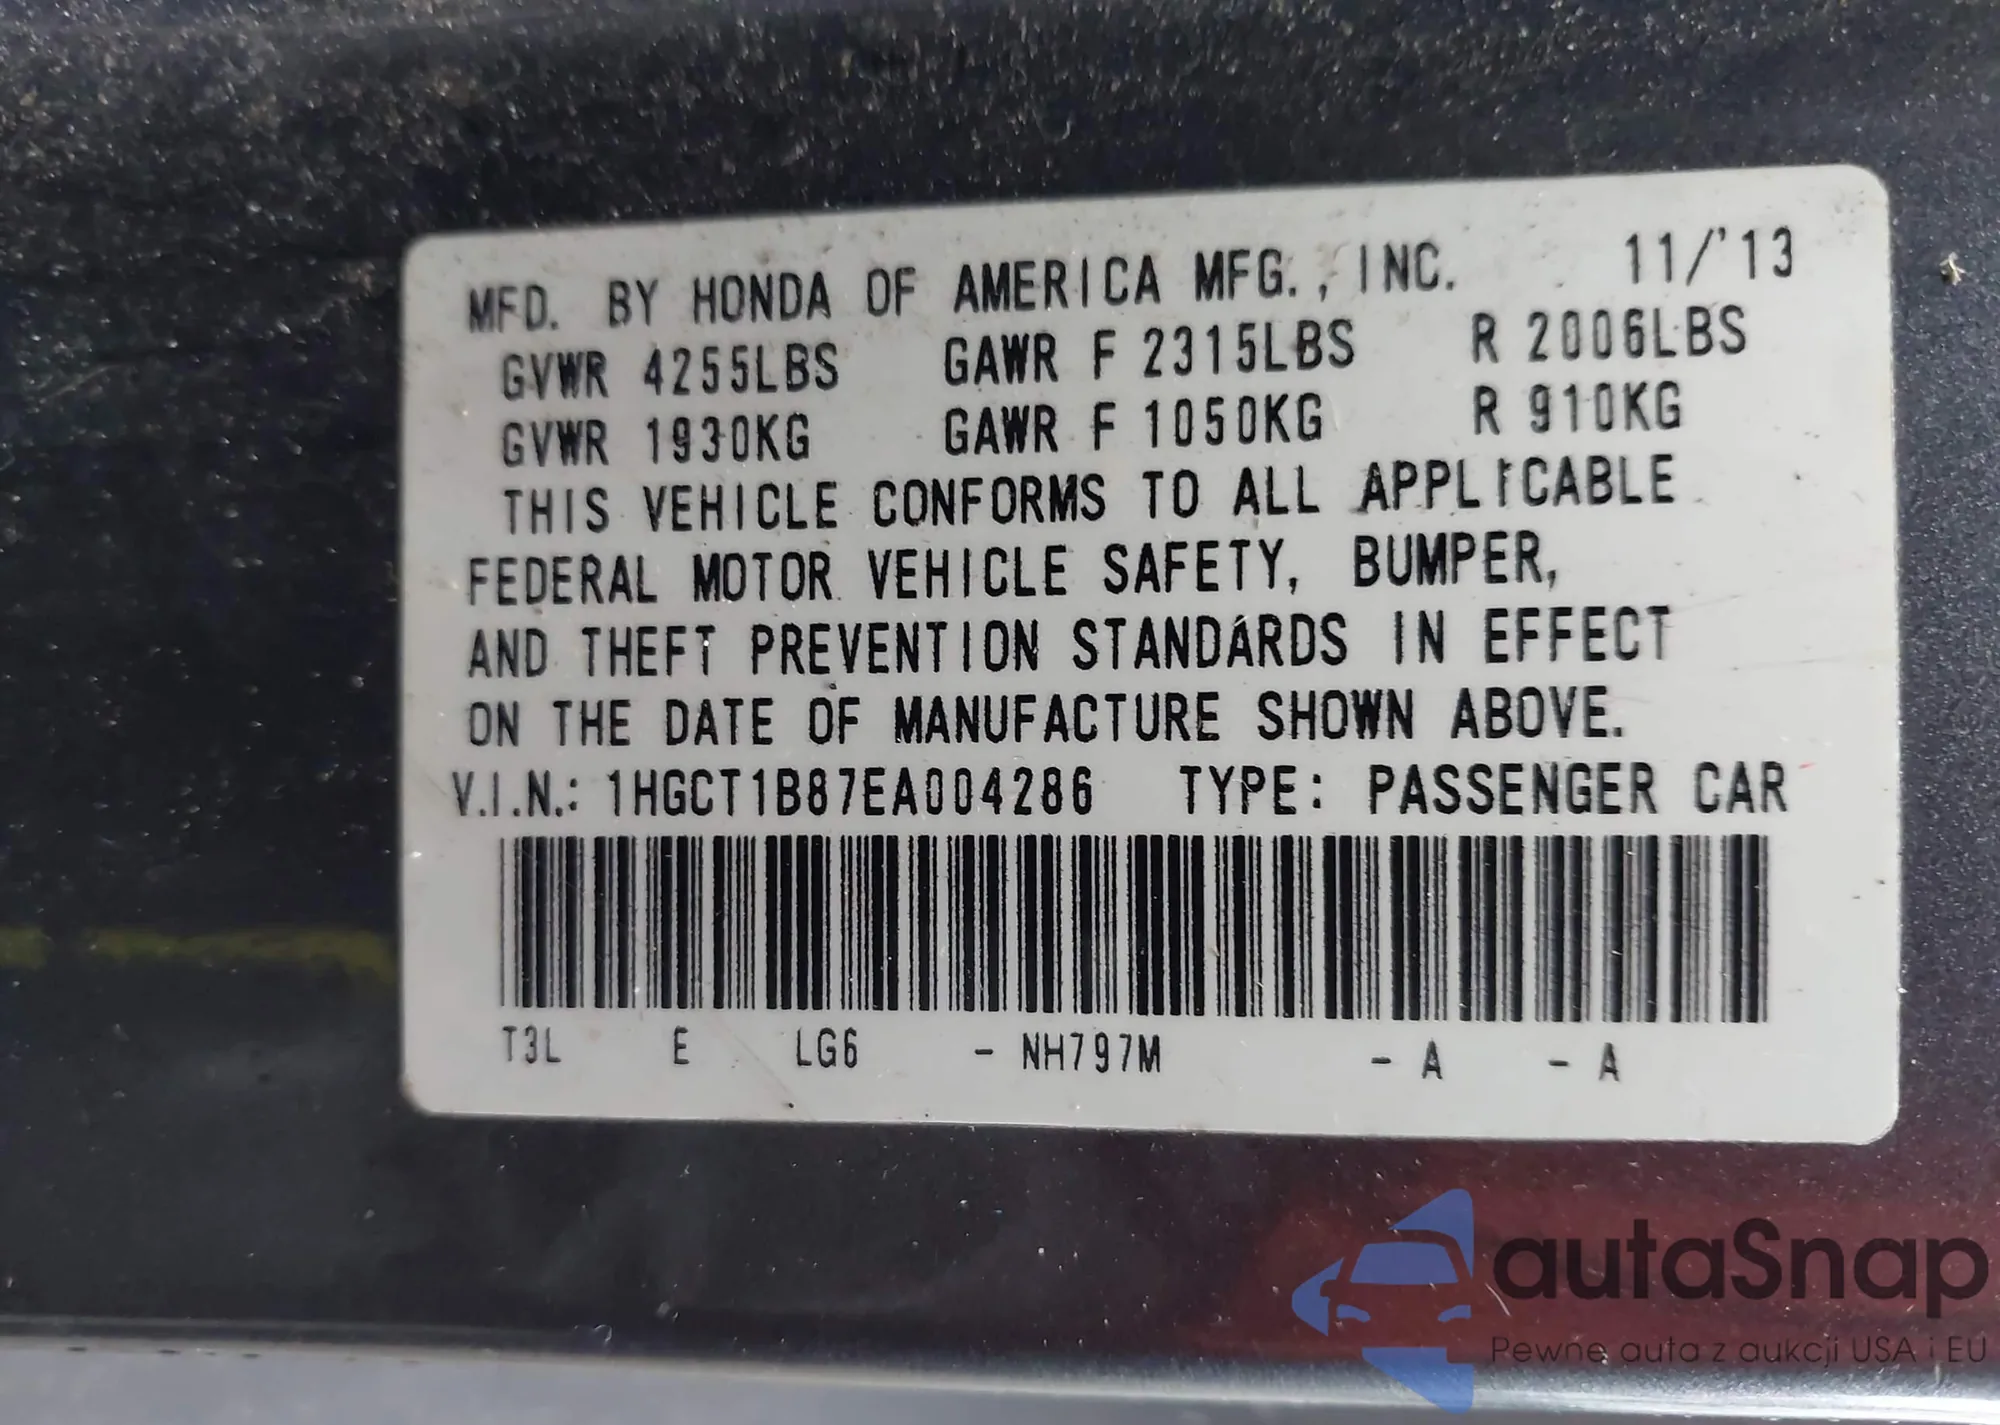 MFD. BY HONDA OF AMERICA MFG., INC. 11/'13
GVWR 4255LBS GAWR F 2315LBS R 2006LBS
GVWR 1930KG GAWR F 1050KG R 910KG
THIS VEHICLE CONFORMS TO ALL APPLICABLE
FEDERAL MOTOR VEHICLE SAFETY, BUMPER,
AND THEFT PREVENTION STANDARDS IN EFFECT
ON THE DATE OF MANUFACTURE SHOWN ABOVE.
V.I.N.: 1HGCT1B87EA004286 TYPE: PASSENGER CAR
T3L E LG6 - NH797M - A - A
autaSnap
Pewne auta z aukcji USA i EU